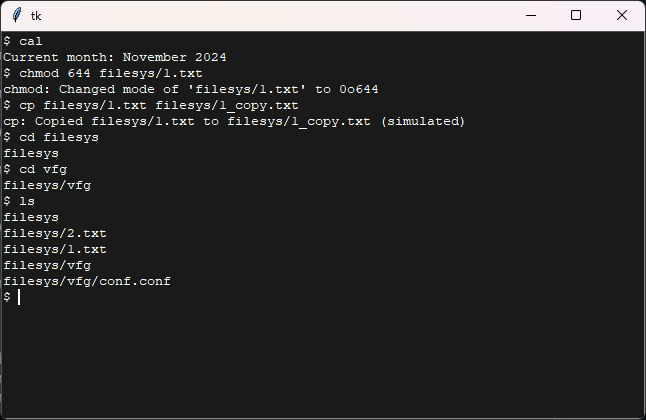 tk
$ cal
Current month: November 2024
$ chmod 644 filesys/1.txt
chmod: Changed mode of 'filesys/1.txt' to 0o644
$ cp filesys/1.txt filesys/1_copy.txt
cp: Copied filesys/1.txt to filesys/1_copy.txt (simulated)
$ cd filesys
filesys
$ cd vfg
filesys/vfg
$ ls
filesys
filesys/2.txt
filesys/1.txt
filesys/vfg
filesys/vfg/conf.conf
$